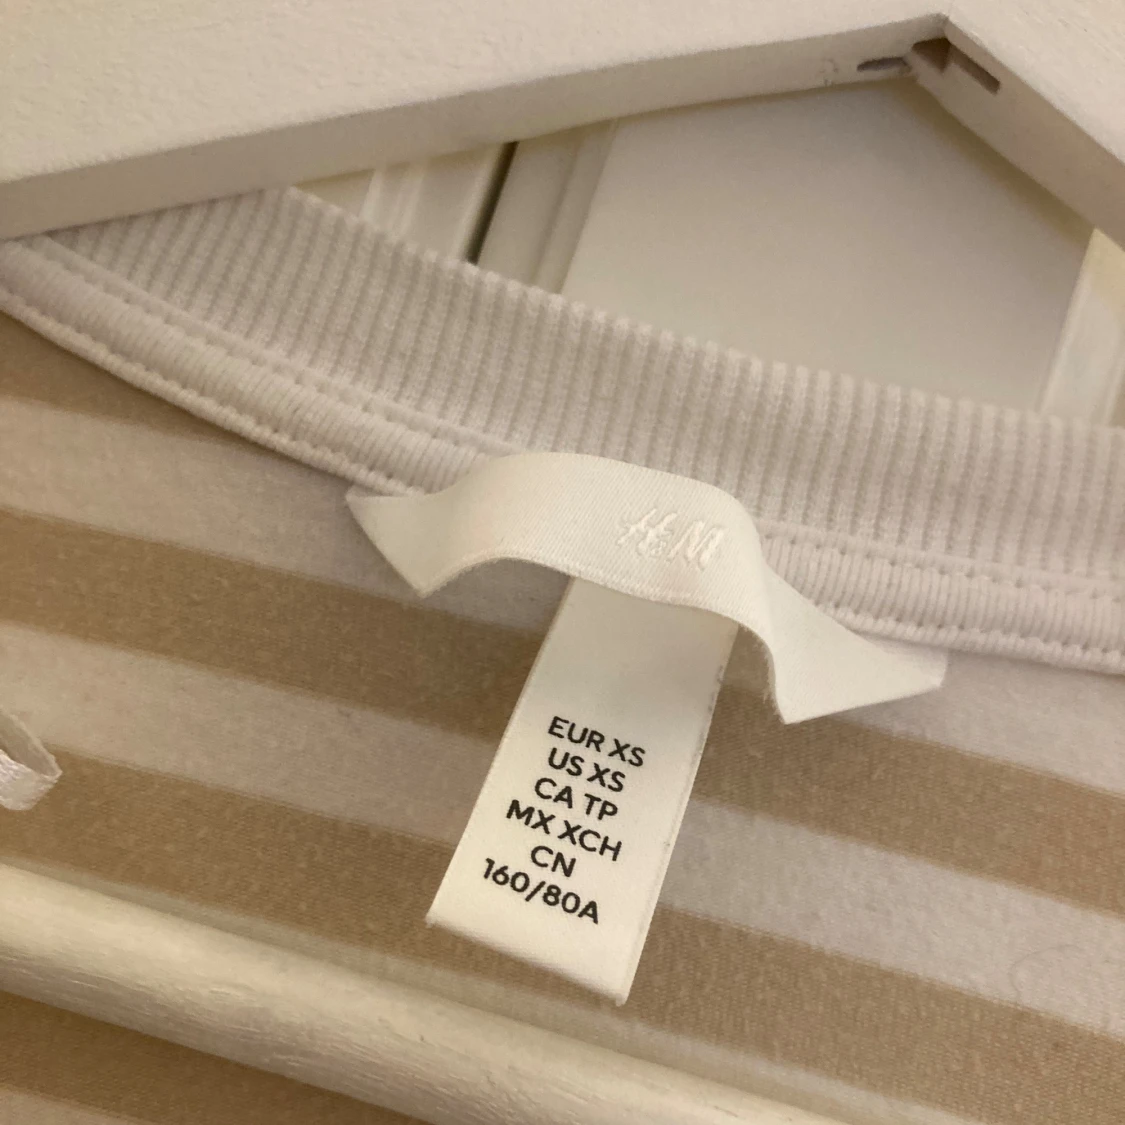 H&M
EUR XS
US XS
CA TP
MX XCH
CN
160/80A